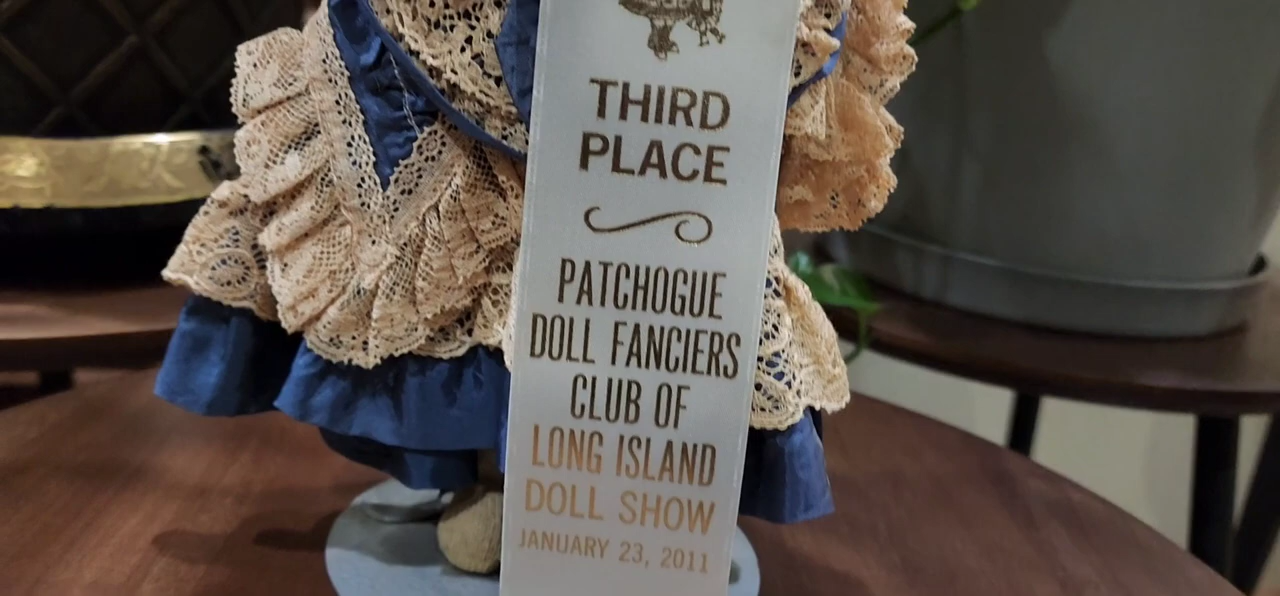 THIRD
PLACE
PATCHOGUE
DOLL FANCIERS
CLUB OF
LONG ISLAND
DOLL SHOW
JANUARY 23, 2011